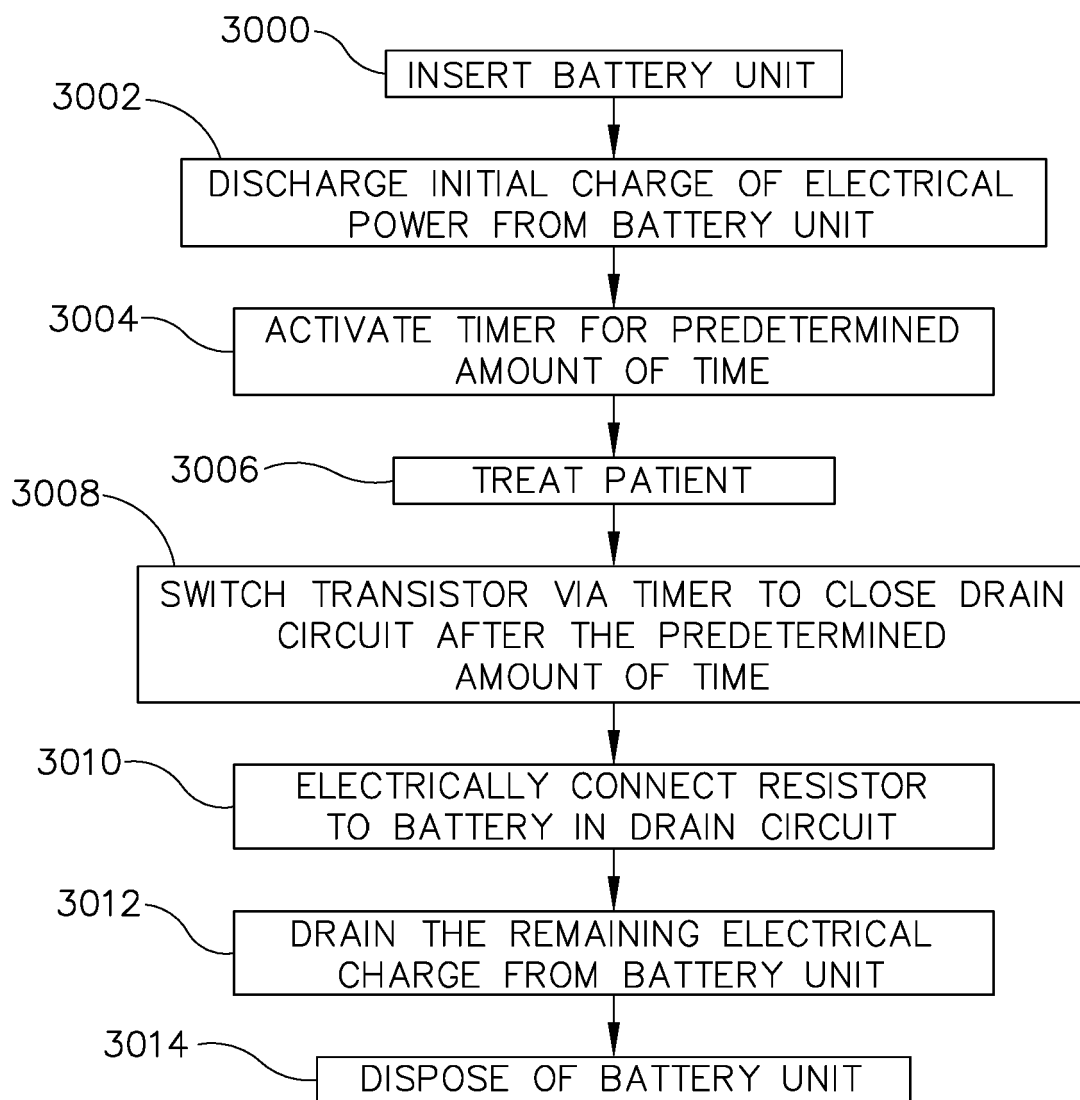 3000
INSERT BATTERY UNIT
3002
DISCHARGE INITIAL CHARGE OF ELECTRICAL
POWER FROM BATTERY UNIT
3004
ACTIVATE TIMER FOR PREDETERMINED
AMOUNT OF TIME
3006
TREAT PATIENT
3008
SWITCH TRANSISTOR VIA TIMER TO CLOSE DRAIN
CIRCUIT AFTER THE PREDETERMINED
AMOUNT OF TIME
3010
ELECTRICALLY CONNECT RESISTOR
TO BATTERY IN DRAIN CIRCUIT
3012
DRAIN THE REMAINING ELECTRICAL
CHARGE FROM BATTERY UNIT
3014
DISPOSE OF BATTERY UNIT